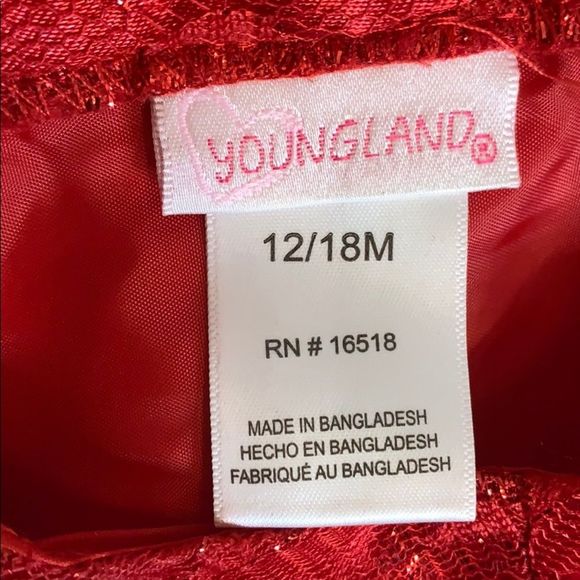 YOUNGLAND®
12/18M
RN # 16518
MADE IN BANGLADESH
HECHO EN BANGLADESH
FABRIQUÉ AU BANGLADESH